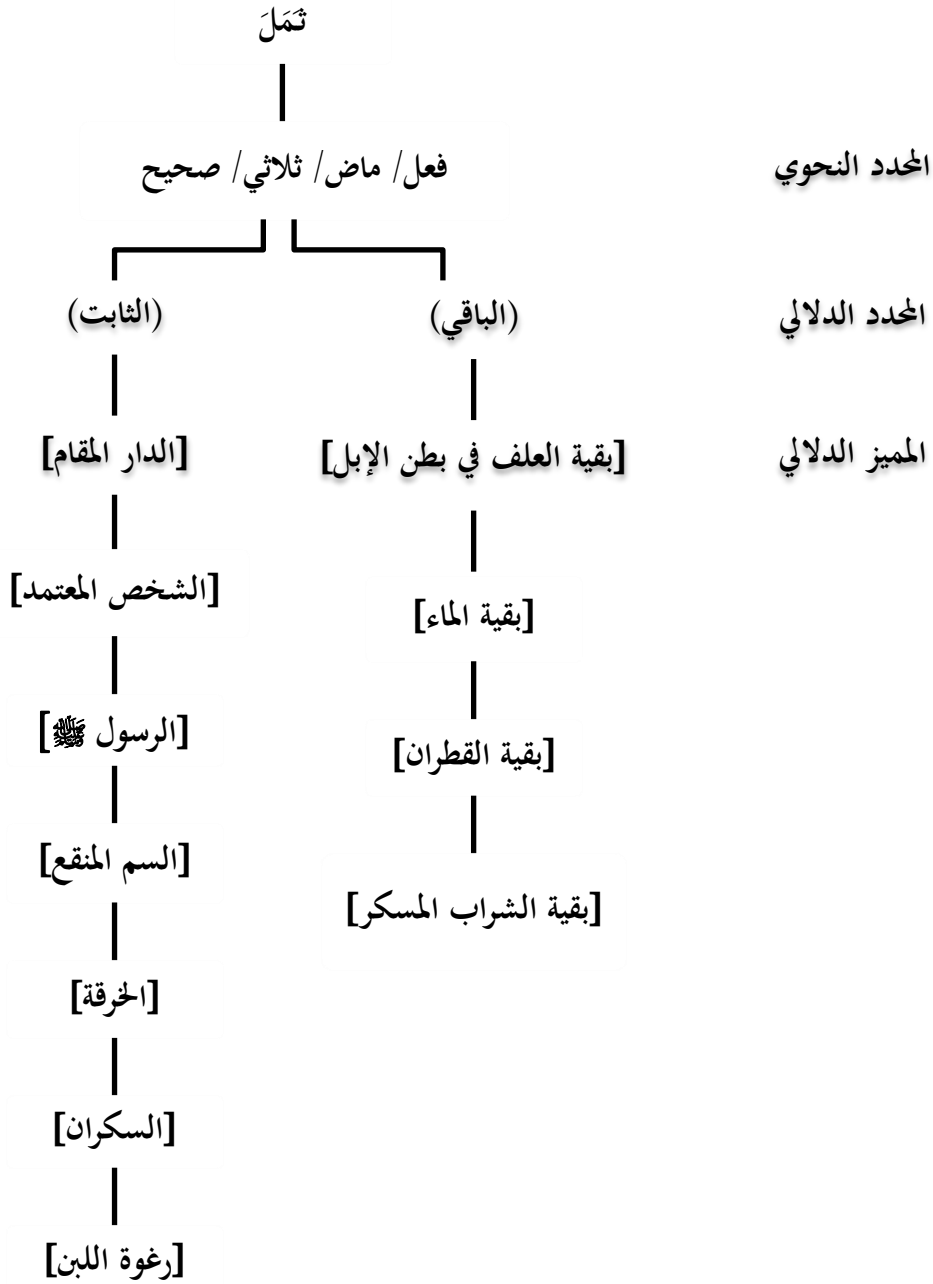 ثَمَلَ
المحدد النحوي فعل/ ماض/ ثلاثي/ صحيح
المحدد الدلالي (الباقي) (الثابت)
المميز الدلالي [بقية العلف في بطن الإبل] [الدار المقام]
[بقية الماء] [الشخص المعتمد]
[بقية القطران] [الرسول ﷺ]
[بقية الشراب المسكر] [السم المنقع]
[الخرقة]
[السكران]
[رغوة اللبن]